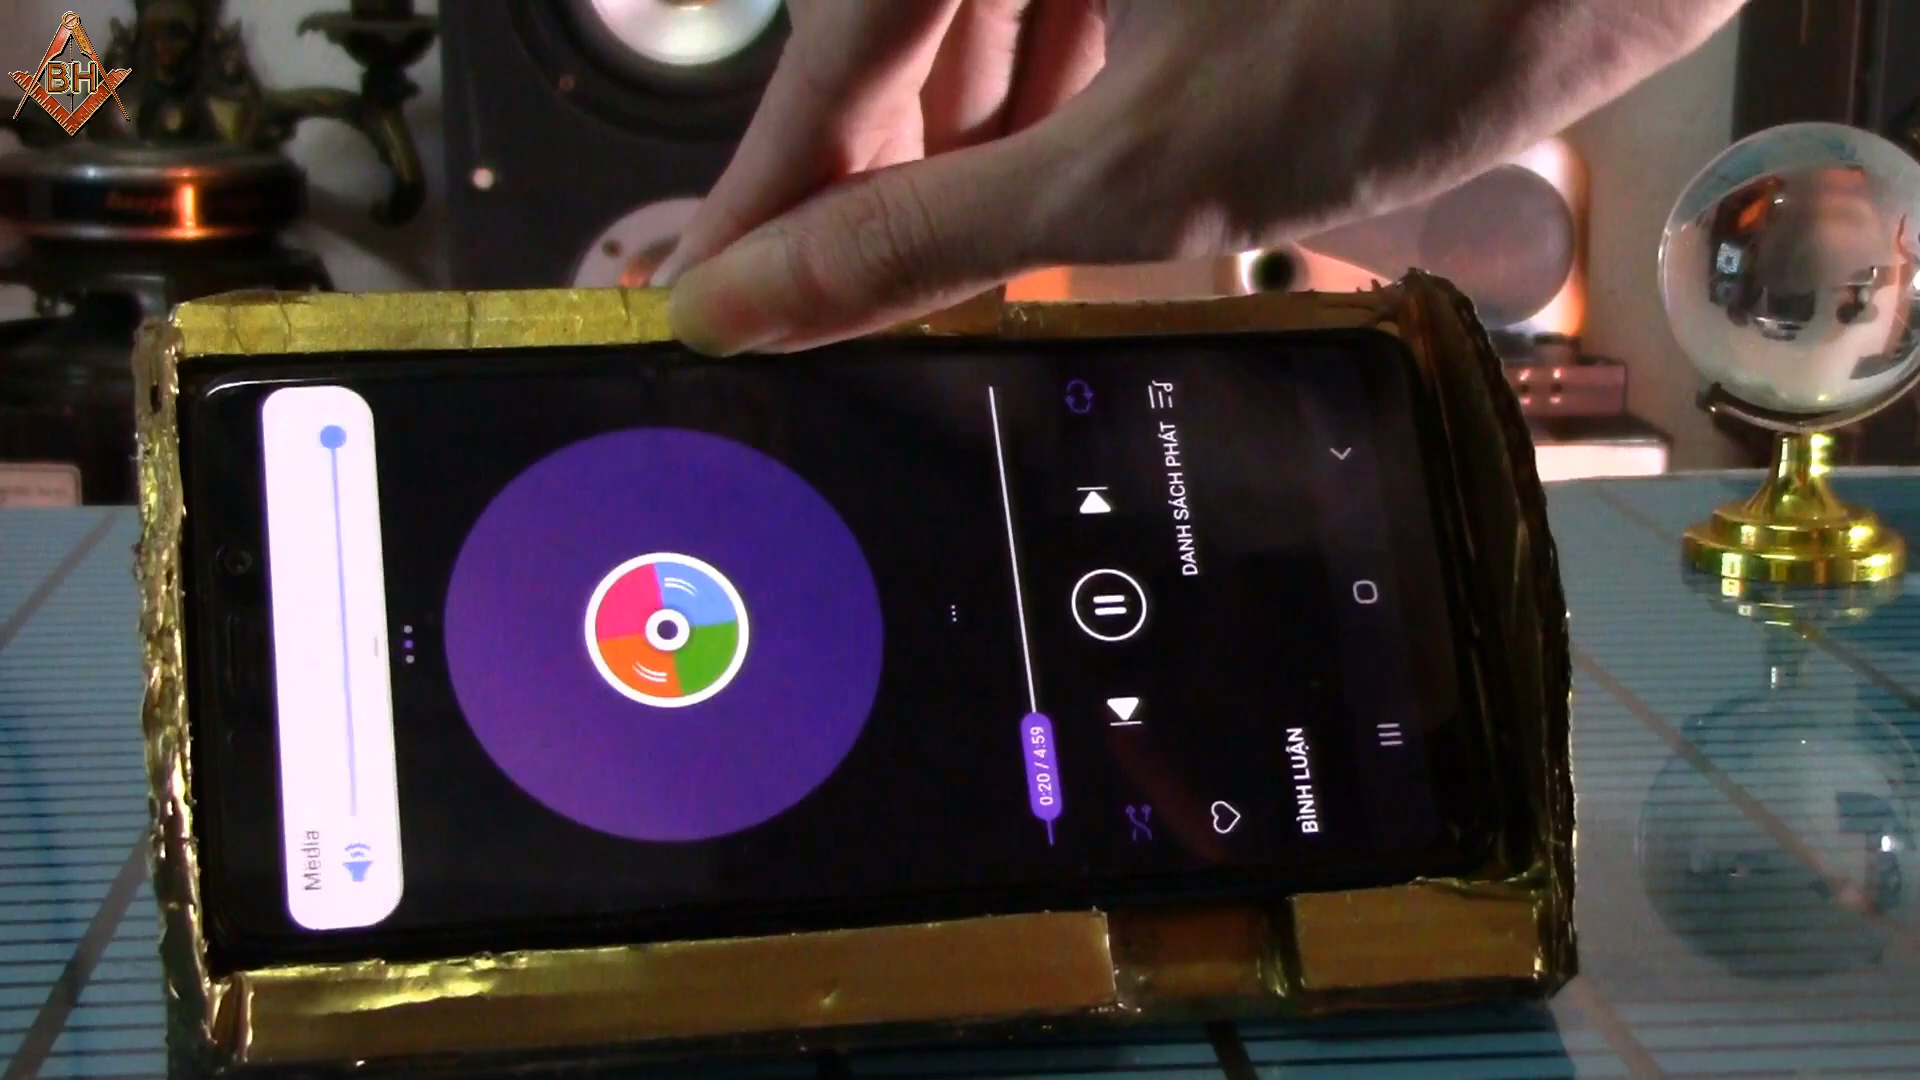 BH
Media
0:20 / 4:59
DANH SÁCH PHÁT
BÌNH LUẬN